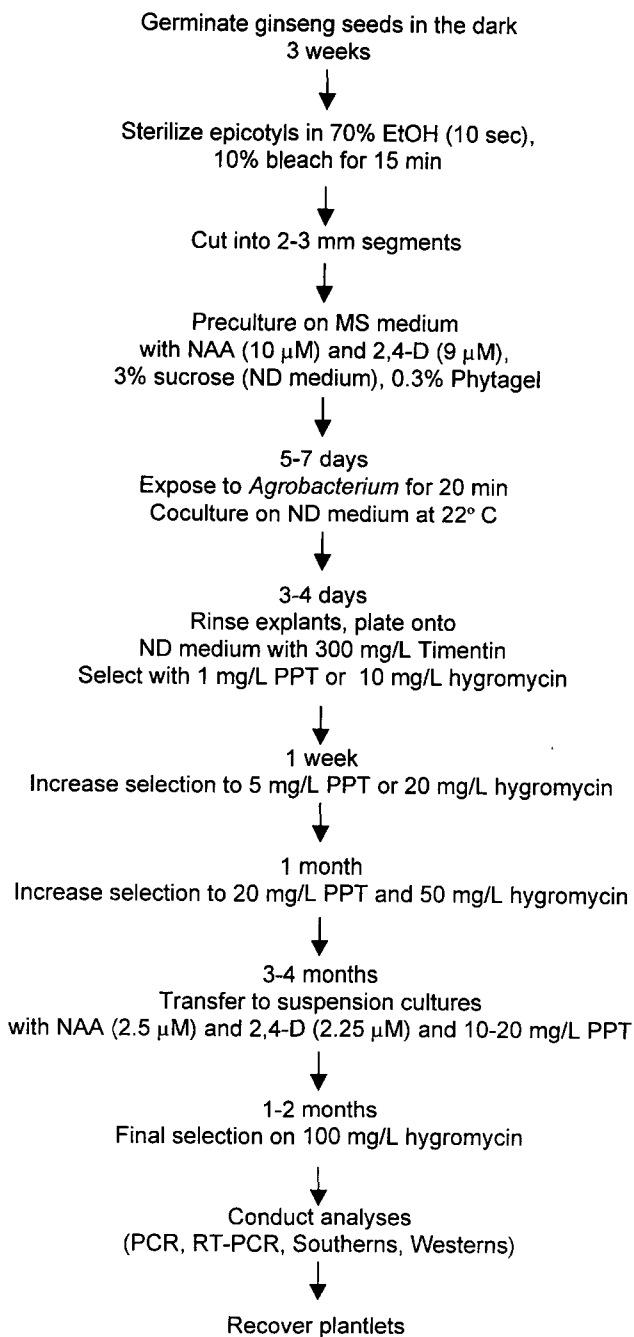 Germinate ginseng seeds in the dark
3 weeks
Sterilize epicotyls in 70% EtOH (10 sec),
10% bleach for 15 min
Cut into 2-3 mm segments
Preculture on MS medium
with NAA (10 μM) and 2,4-D (9 μM),
3% sucrose (ND medium), 0.3% Phytagel
5-7 days
Expose to Agrobacterium for 20 min
Coculture on ND medium at 22° C
3-4 days
Rinse explants, plate onto
ND medium with 300 mg/L Timentin
Select with 1 mg/L PPT or 10 mg/L hygromycin
1 week
Increase selection to 5 mg/L PPT or 20 mg/L hygromycin
1 month
Increase selection to 20 mg/L PPT and 50 mg/L hygromycin
3-4 months
Transfer to suspension cultures
with NAA (2.5 μM) and 2,4-D (2.25 μM) and 10-20 mg/L PPT
1-2 months
Final selection on 100 mg/L hygromycin
Conduct analyses
(PCR, RT-PCR, Southerns, Westerns)
Recover plantlets